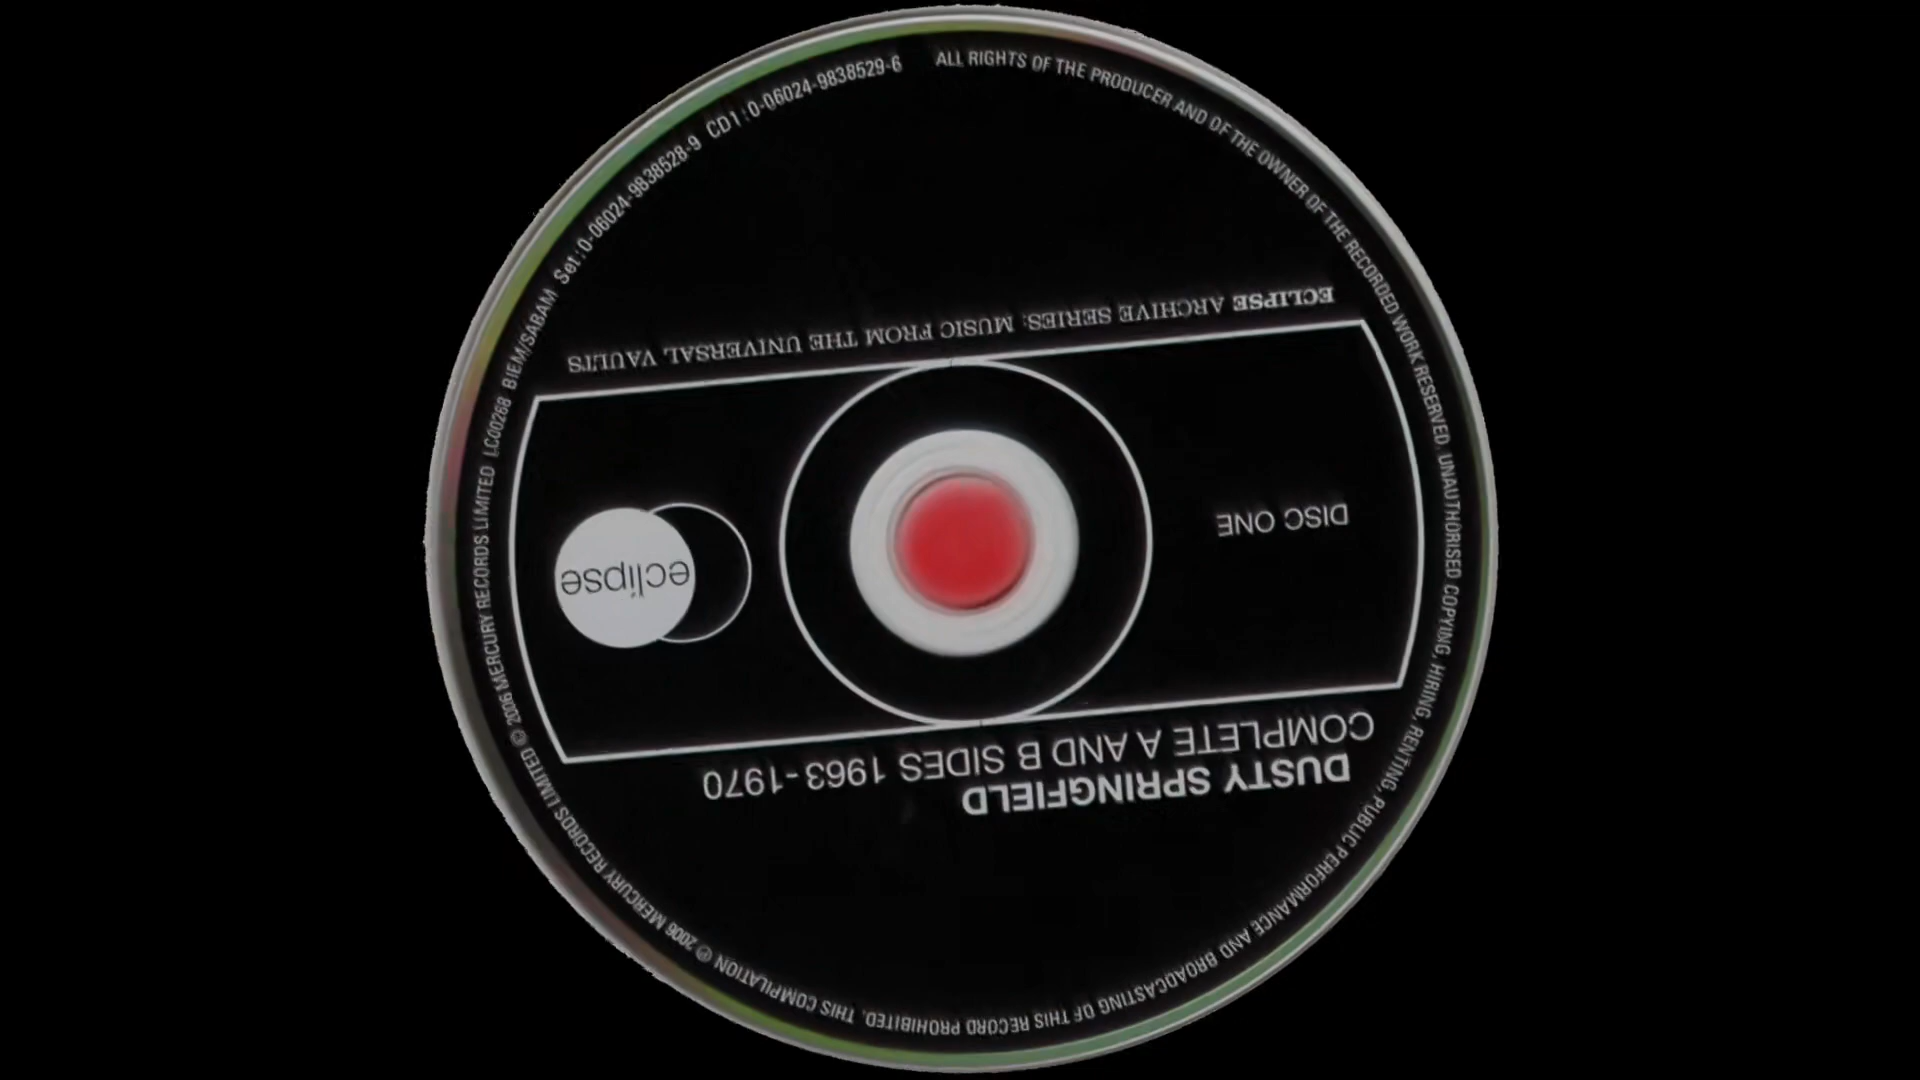 DUSTY SPRINGFIELD
COMPLETE A AND B SIDES 1963-1970
DISC ONE
eclipse
ECLIPSE ARCHIVE SERIES: MUSIC FROM THE UNIVERSAL VAULTS
ALL RIGHTS OF THE PRODUCER AND OF THE OWNER OF THE RECORDED WORK RESERVED. UNAUTHORISED COPYING, HIRING, RENTING, PUBLIC PERFORMANCE AND BROADCASTING OF THIS RECORD PROHIBITED. THIS COMPILATION ℗ 2006 MERCURY RECORDS LIMITED © 2006 MERCURY RECORDS LIMITED LC00268 BIEM/SABAM Set:0-06024-9838528-9 CD1:0-06024-9838529-6